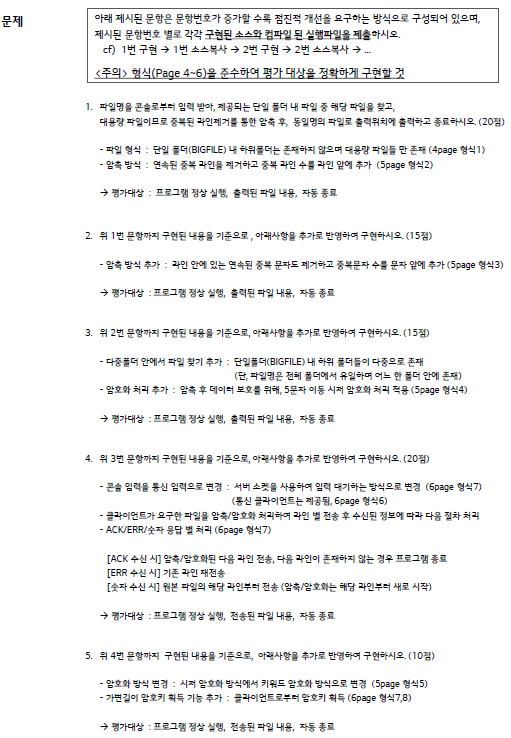 문제
아래 제시된 문항은 문항번호가 증가할 수록 점진적 개선을 요구하는 방식으로 구성되어 있으며,
제시된 문항번호 별로 각각 구현된 소스와 컴파일 된 실행파일을 제출하시오.
cf) 1번 구현 → 1번 소스복사 → 2번 구현 → 2번 소스복사 → ...
<주의> 형식(Page 4~6)을 준수하여 평가 대상을 정확하게 구현할 것
1. 파일명을 콘솔로부터 입력 받아, 제공되는 단일 폴더 내 파일 중 해당 파일을 찾고,
대용량 파일이므로 중복된 라인제거를 통한 압축 후, 동일명의 파일로 출력위치에 출력하고 종료하시오. (20점)
- 파일 형식 : 단일 폴더(BIGFILE) 내 하위폴더는 존재하지 않으며 대용량 파일들 만 존재 (4page 형식1)
- 압축 방식 : 연속된 중복 라인을 제거하고 중복 라인 수를 라인 앞에 추가 (5page 형식2)
→ 평가대상 : 프로그램 정상 실행, 출력된 파일 내용, 자동 종료
2. 위 1번 문항까지 구현된 내용을 기준으로, 아래사항을 추가로 반영하여 구현하시오. (15점)
- 압축 방식 추가 : 라인 안에 있는 연속된 중복 문자도 제거하고 중복문자 수를 문자 앞에 추가 (5page 형식3)
→ 평가대상 : 프로그램 정상 실행, 출력된 파일 내용, 자동 종료
3. 위 2번 문항까지 구현된 내용을 기준으로, 아래사항을 추가로 반영하여 구현하시오. (15점)
- 다중폴더 안에서 파일 찾기 추가 : 단일폴더(BIGFILE) 내 하위 폴더들이 다중으로 존재
(단, 파일명은 전체 폴더에서 유일하며 어느 한 폴더 안에 존재)
- 암호화 처리 추가 : 압축 후 데이터 보호를 위해, 5문자 이동 시저 암호화 처리 적용 (5page 형식4)
→ 평가대상 : 프로그램 정상 실행, 출력된 파일 내용, 자동 종료
4. 위 3번 문항까지 구현된 내용을 기준으로, 아래사항을 추가로 반영하여 구현하시오. (20점)
- 콘솔 입력을 통신 입력으로 변경 : 서버 소켓을 사용하여 입력 대기하는 방식으로 변경 (6page 형식7)
(통신 클라이언트는 제공됨, 6page 형식6)
- 클라이언트가 요구한 파일을 압축/암호화 처리하여 라인 별 전송 후 수신된 정보에 따라 다음 절차 처리
- ACK/ERR/숫자 응답 별 처리 (6page 형식7)
[ACK 수신 시] 압축/암호화된 다음 라인 전송, 다음 라인이 존재하지 않는 경우 프로그램 종료
[ERR 수신 시] 기존 라인 재전송
[숫자 수신 시] 원본 파일의 해당 라인부터 전송 (압축/암호화는 해당 라인부터 새로 시작)
→ 평가대상 : 프로그램 정상 실행, 전송된 파일 내용, 자동 종료
5. 위 4번 문항까지 구현된 내용을 기준으로, 아래사항을 추가로 반영하여 구현하시오. (10점)
- 암호화 방식 변경 : 시저 암호화 방식에서 키워드 암호화 방식으로 변경 (5page 형식5)
- 가변길이 암호키 획득 기능 추가 : 클라이언트로부터 암호키 획득 (6page 형식7,8)
→ 평가대상 : 프로그램 정상 실행, 전송된 파일 내용, 자동 종료